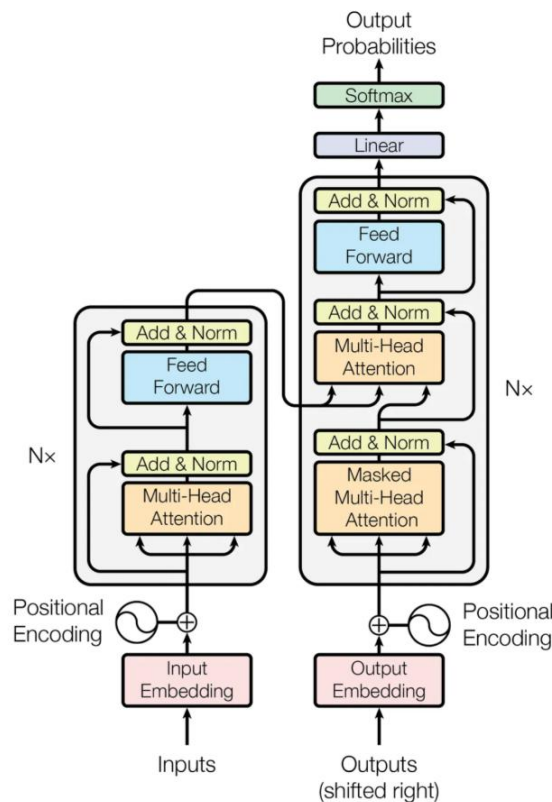 Output
Probabilities
Softmax
Linear
Add & Norm
Feed
Forward
Add & Norm
Multi-Head
Attention
Nx
Add & Norm
Masked
Multi-Head
Attention
Add & Norm
Feed
Forward
Nx
Add & Norm
Multi-Head
Attention
Positional
Encoding
Positional
Encoding
Input
Embedding
Output
Embedding
Inputs
Outputs
(shifted right)